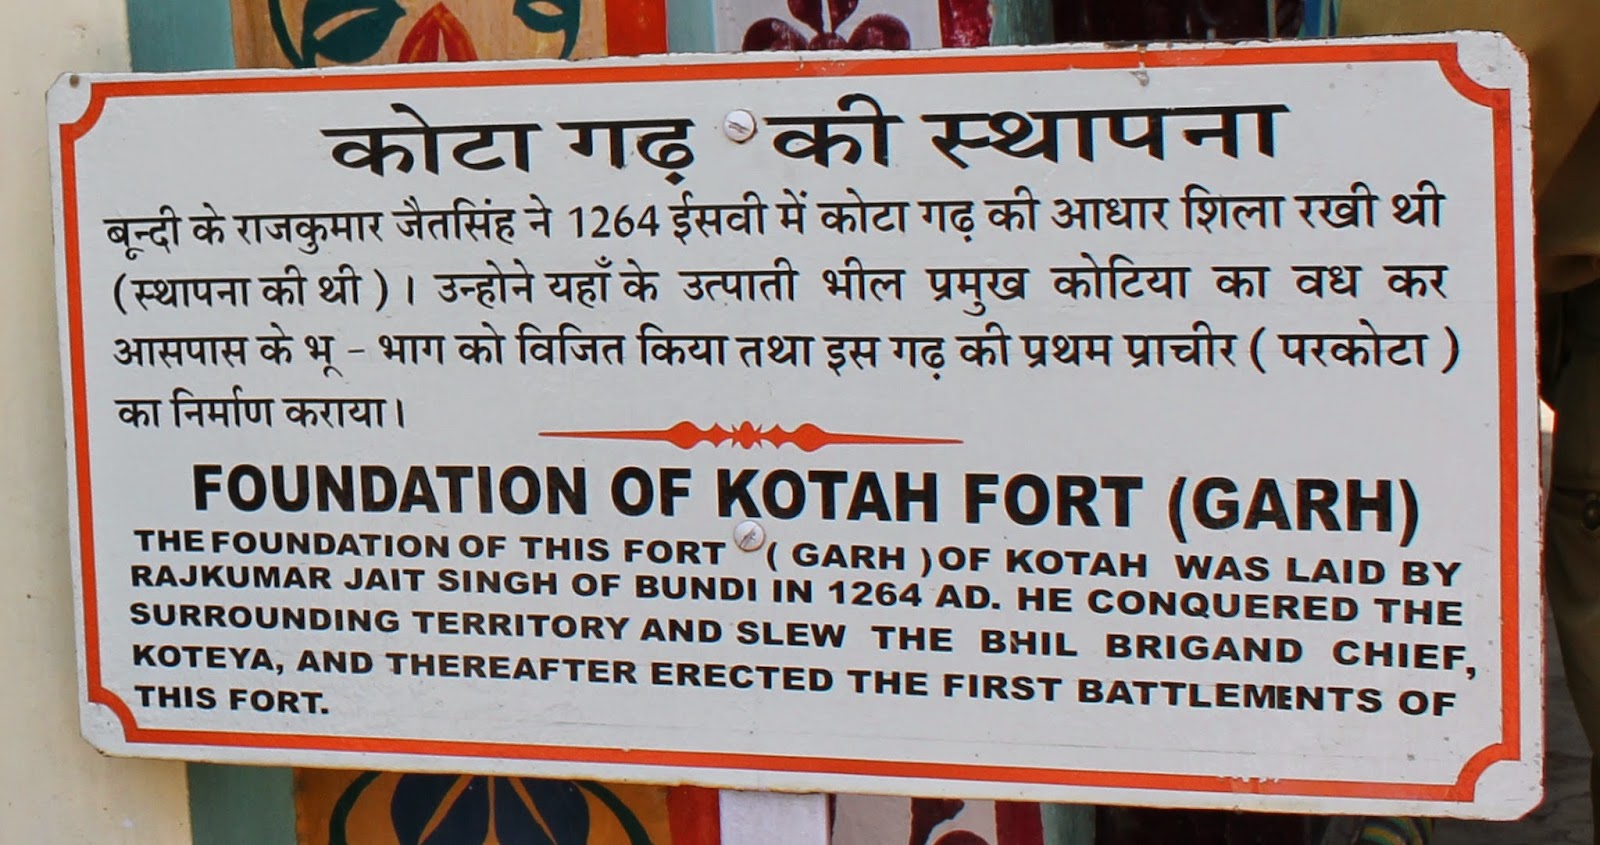 कोटा गढ़ की स्थापना
बून्दी के राजकुमार जैतसिंह ने 1264 ईसवी में कोटा गढ़ की आधार शिला रखी थी
(स्थापना की थी)। उन्होने यहाँ के उत्पाती भील प्रमुख कोटिया का वध कर
आसपास के भू - भाग को विजित किया तथा इस गढ़ की प्रथम प्राचीर ( परकोटा )
का निर्माण कराया।
FOUNDATION OF KOTAH FORT (GARH)
THE FOUNDATION OF THIS FORT ( GARH ) OF KOTAH WAS LAID BY
RAJKUMAR JAIT SINGH OF BUNDI IN 1264 AD. HE CONQUERED THE
SURROUNDING TERRITORY AND SLEW THE BHIL BRIGAND CHIEF,
KOTEYA, AND THEREAFTER ERECTED THE FIRST BATTLEMENTS OF
THIS FORT.